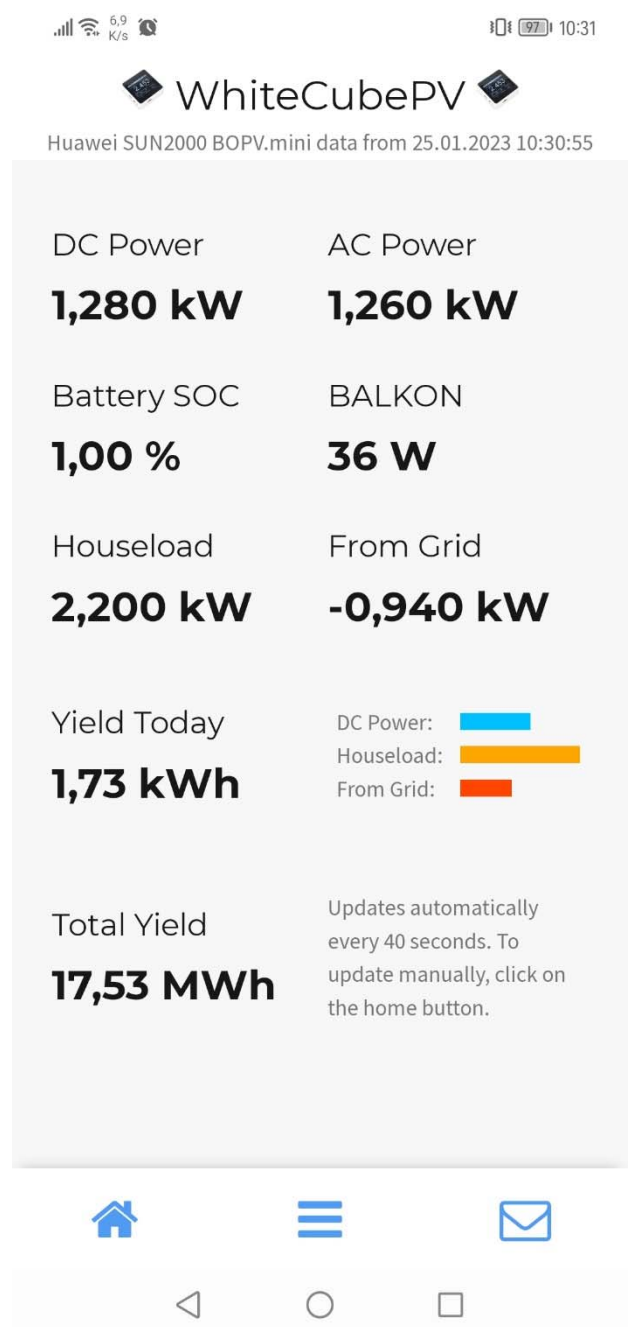 6,9
K/s
97
10:31
WhiteCubePV
Huawei SUN2000 BOPV.mini data from 25.01.2023 10:30:55
DC Power
AC Power
1,280 kW
1,260 kW
Battery SOC
BALKON
1,00 %
36 W
Houseload
From Grid
2,200 kW
-0,940 kW
Yield Today
1,73 kWh
DC Power:
Houseload:
From Grid:
Total Yield
17,53 MWh
Updates automatically
every 40 seconds. To
update manually, click on
the home button.